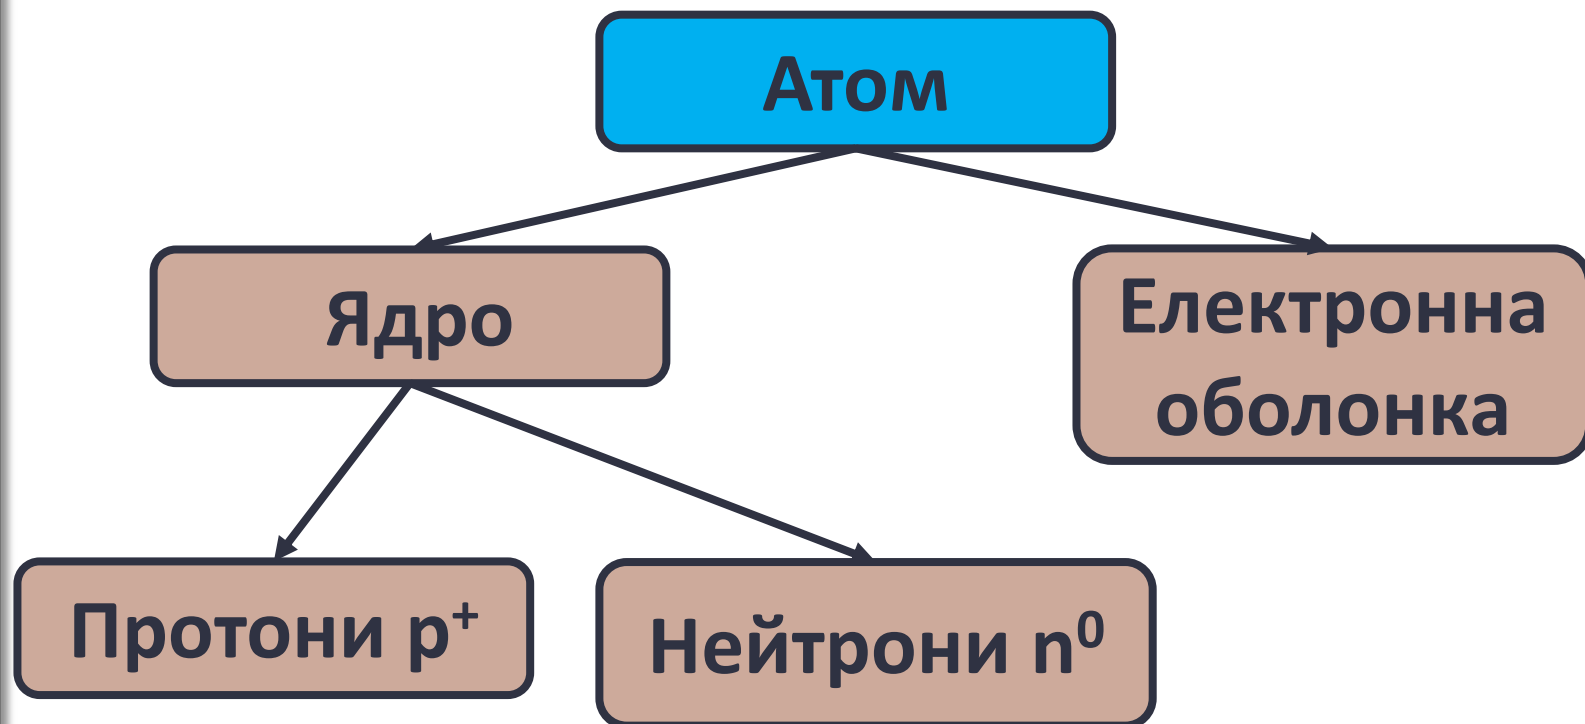 Атом
Ядро
Електронна
оболонка
Протони p⁺
Нейтрони n⁰